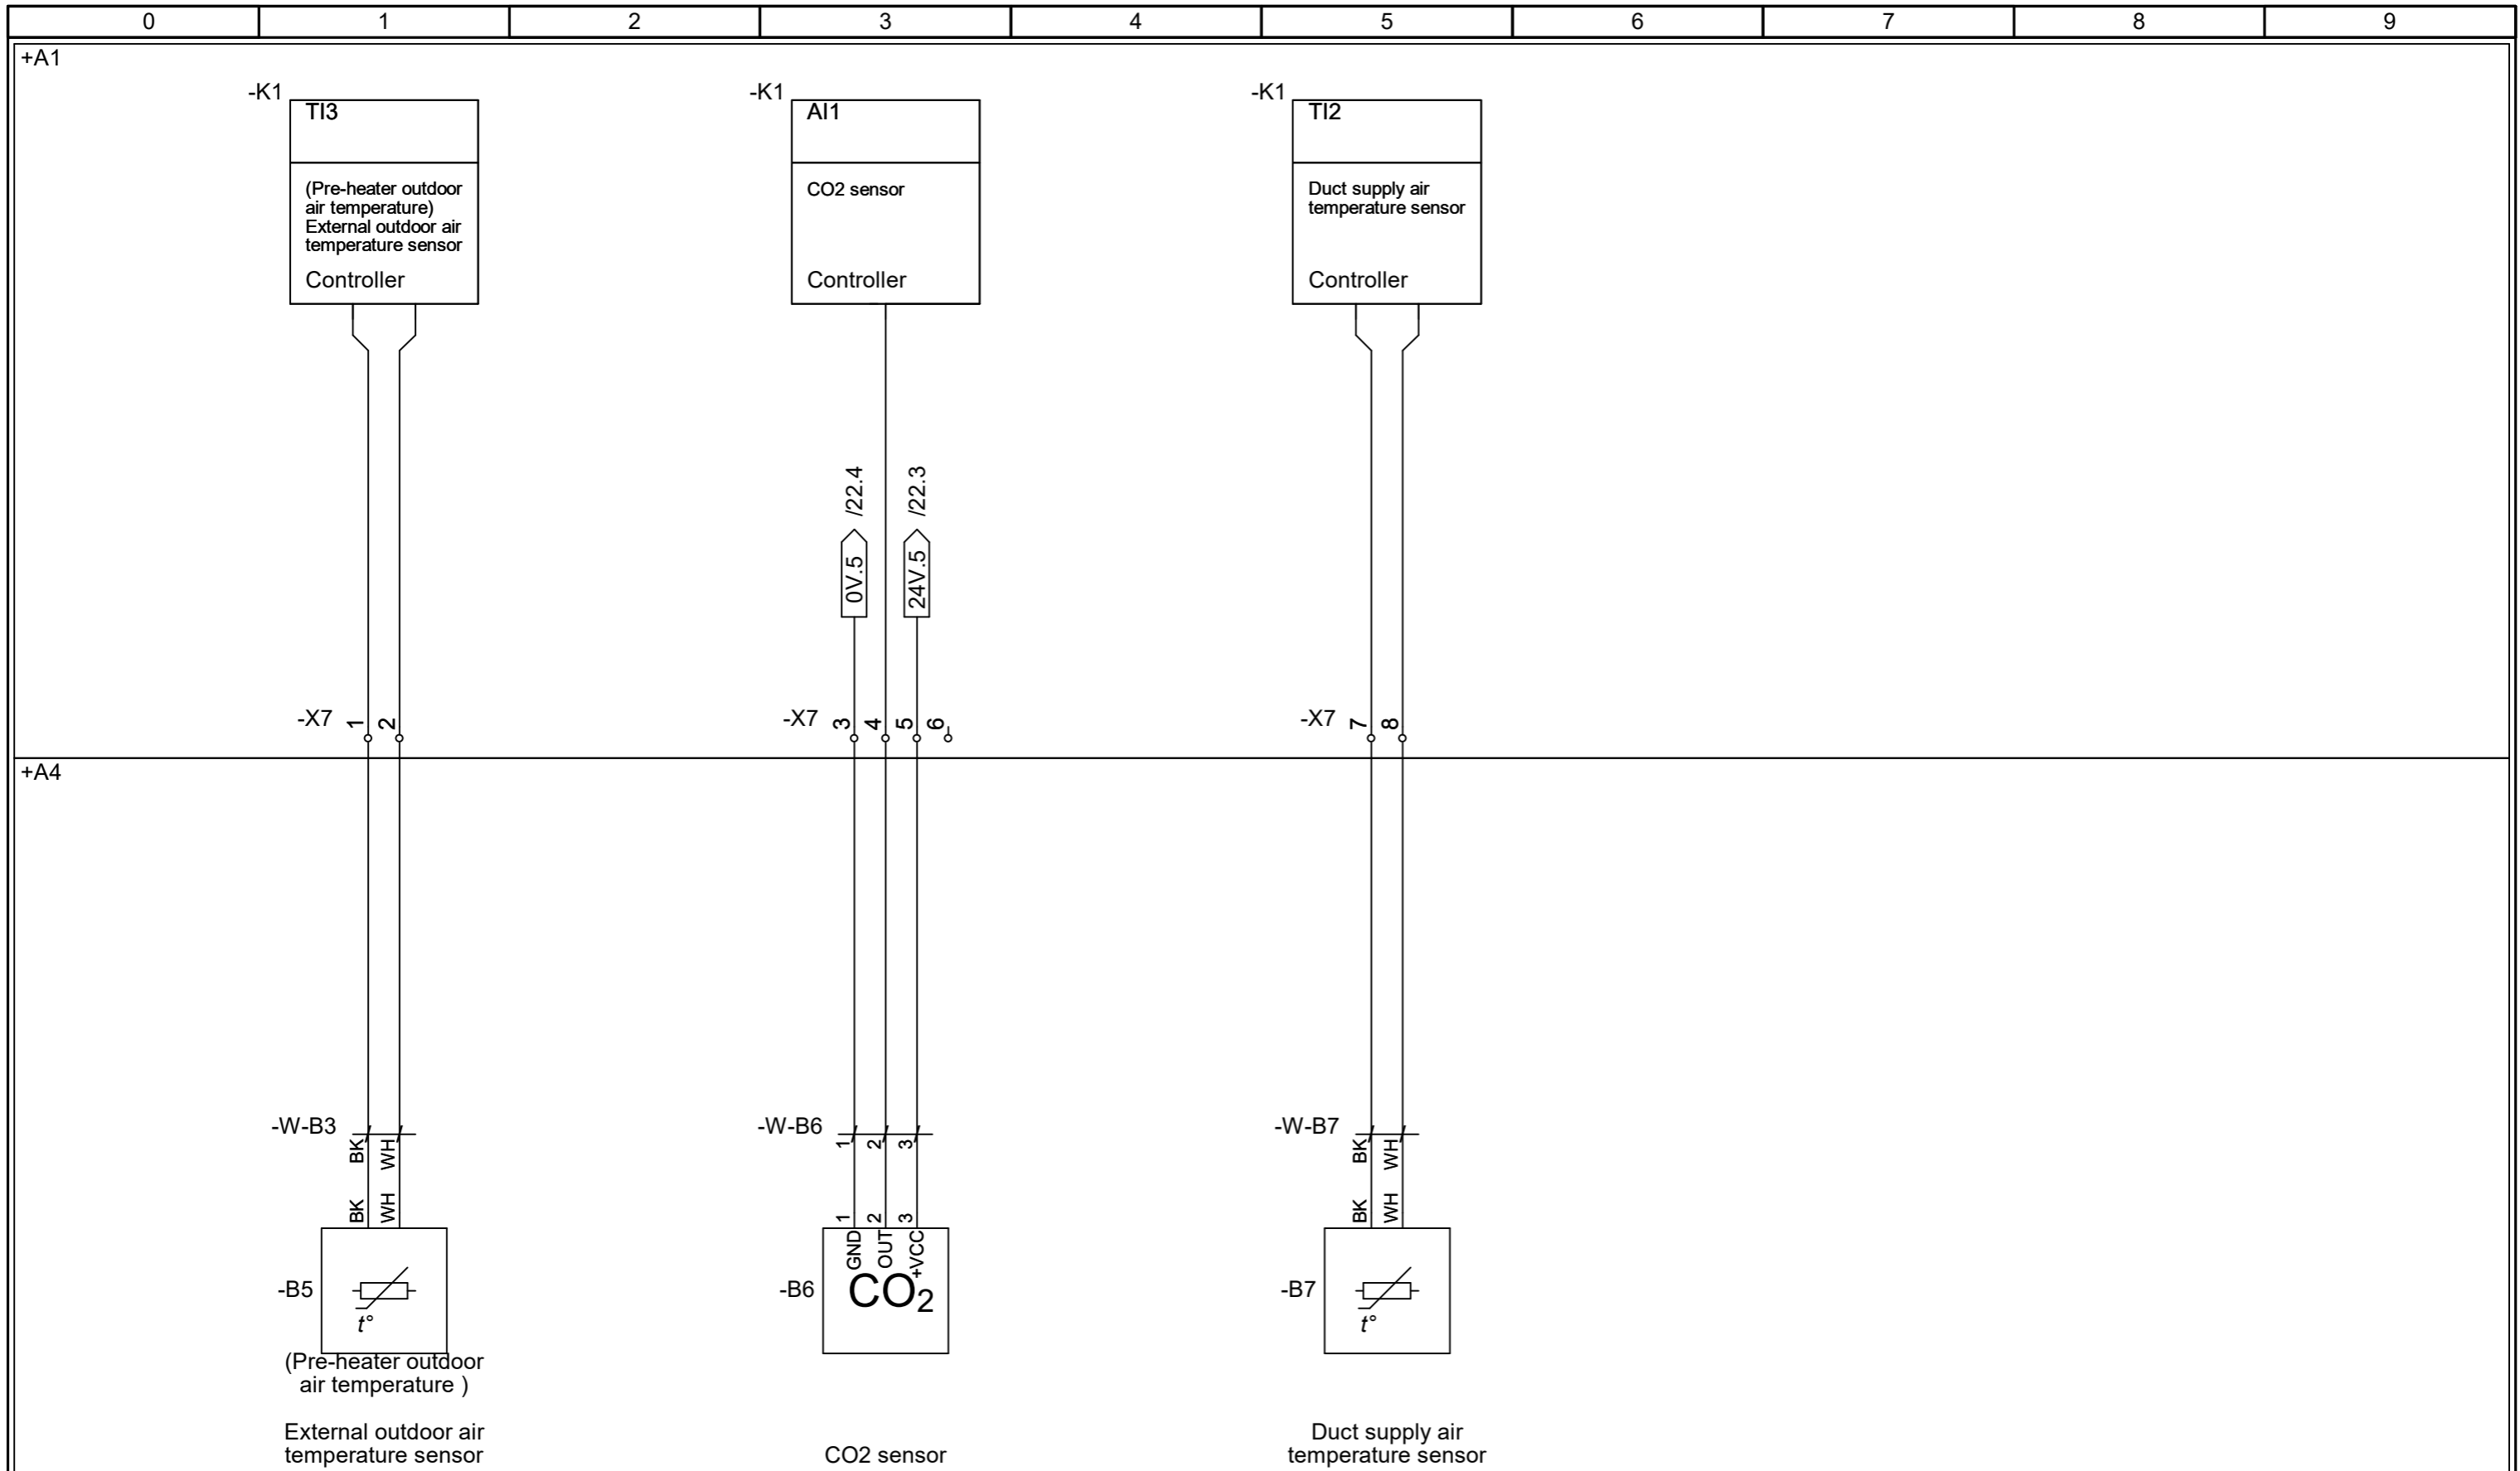 0 1 2 3 4 5 6 7 8 9
+A1
-K1
TI3
(Pre-heater outdoor
air temperature)
External outdoor air
temperature sensor
Controller
-K1
AI1
CO2 sensor
Controller
-K1
TI2
Duct supply air
temperature sensor
Controller
0V.5 /22.4
24V.5 /22.3
-X7 1 2
-X7 3 4 5 6
-X7 7 8
+A4
-W-B3 BK WH
BK WH
-B5
t°
(Pre-heater outdoor
air temperature )
External outdoor air
temperature sensor
-W-B6 1 2 3
1 2 3
GND OUT +VCC
-B6
CO₂
CO2 sensor
-W-B7 BK WH
BK WH
-B7
t°
Duct supply air
temperature sensor